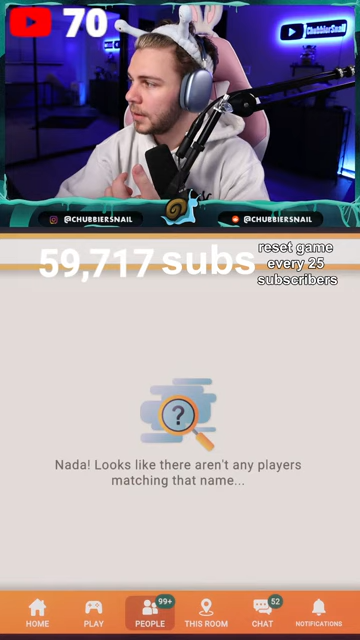 70
ChubbierSnail
@CHUBBIERSNAIL
@CHUBBIERSNAIL
59,717 subs
reset game
every 25
subscribers
?
Nada! Looks like there aren't any players
matching that name...
99+
52
HOME
PLAY
PEOPLE
THIS ROOM
CHAT
NOTIFICATIONS